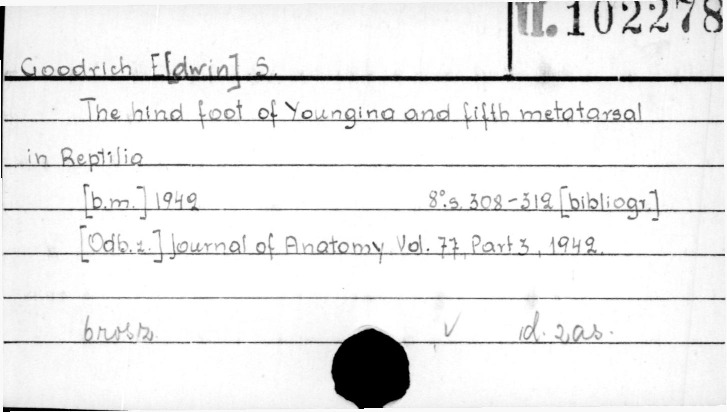 II. 102278
Goodrich E[dwin] S.
The hind foot of Youngina and fifth metatarsal
in Reptilia
[b.m.] 1942 8°.s. 308-312 [bibliogr.]
[Odb.z.] Journal of Anatomy. Vol. 77, Part 3, 1942.
brosz. ✓ id. zas.